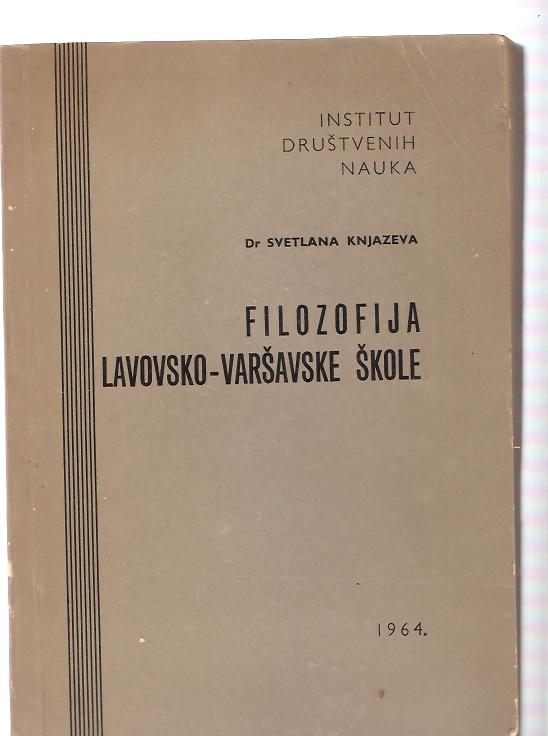 INSTITUT
DRUŠTVENIH
NAUKA
Dr SVETLANA KNJAZEVA
FILOZOFIJA
LAVOVSKO-VARŠAVSKE ŠKOLE
1964.